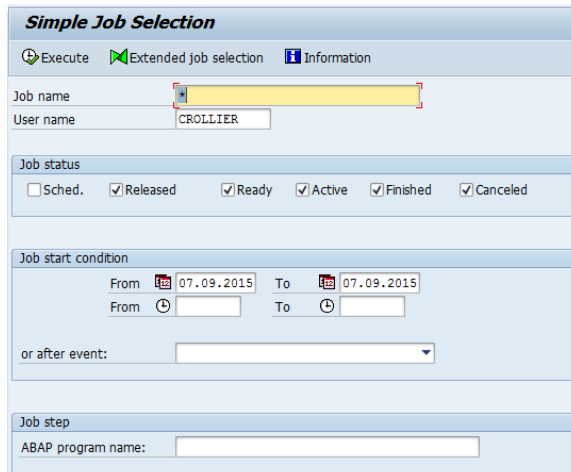 Simple Job Selection
Execute Extended job selection Information
Job name *
User name CROLLIER
Job status
Sched. Released Ready Active Finished Canceled
Job start condition
From 07.09.2015 To 07.09.2015
From To
or after event:
Job step
ABAP program name: